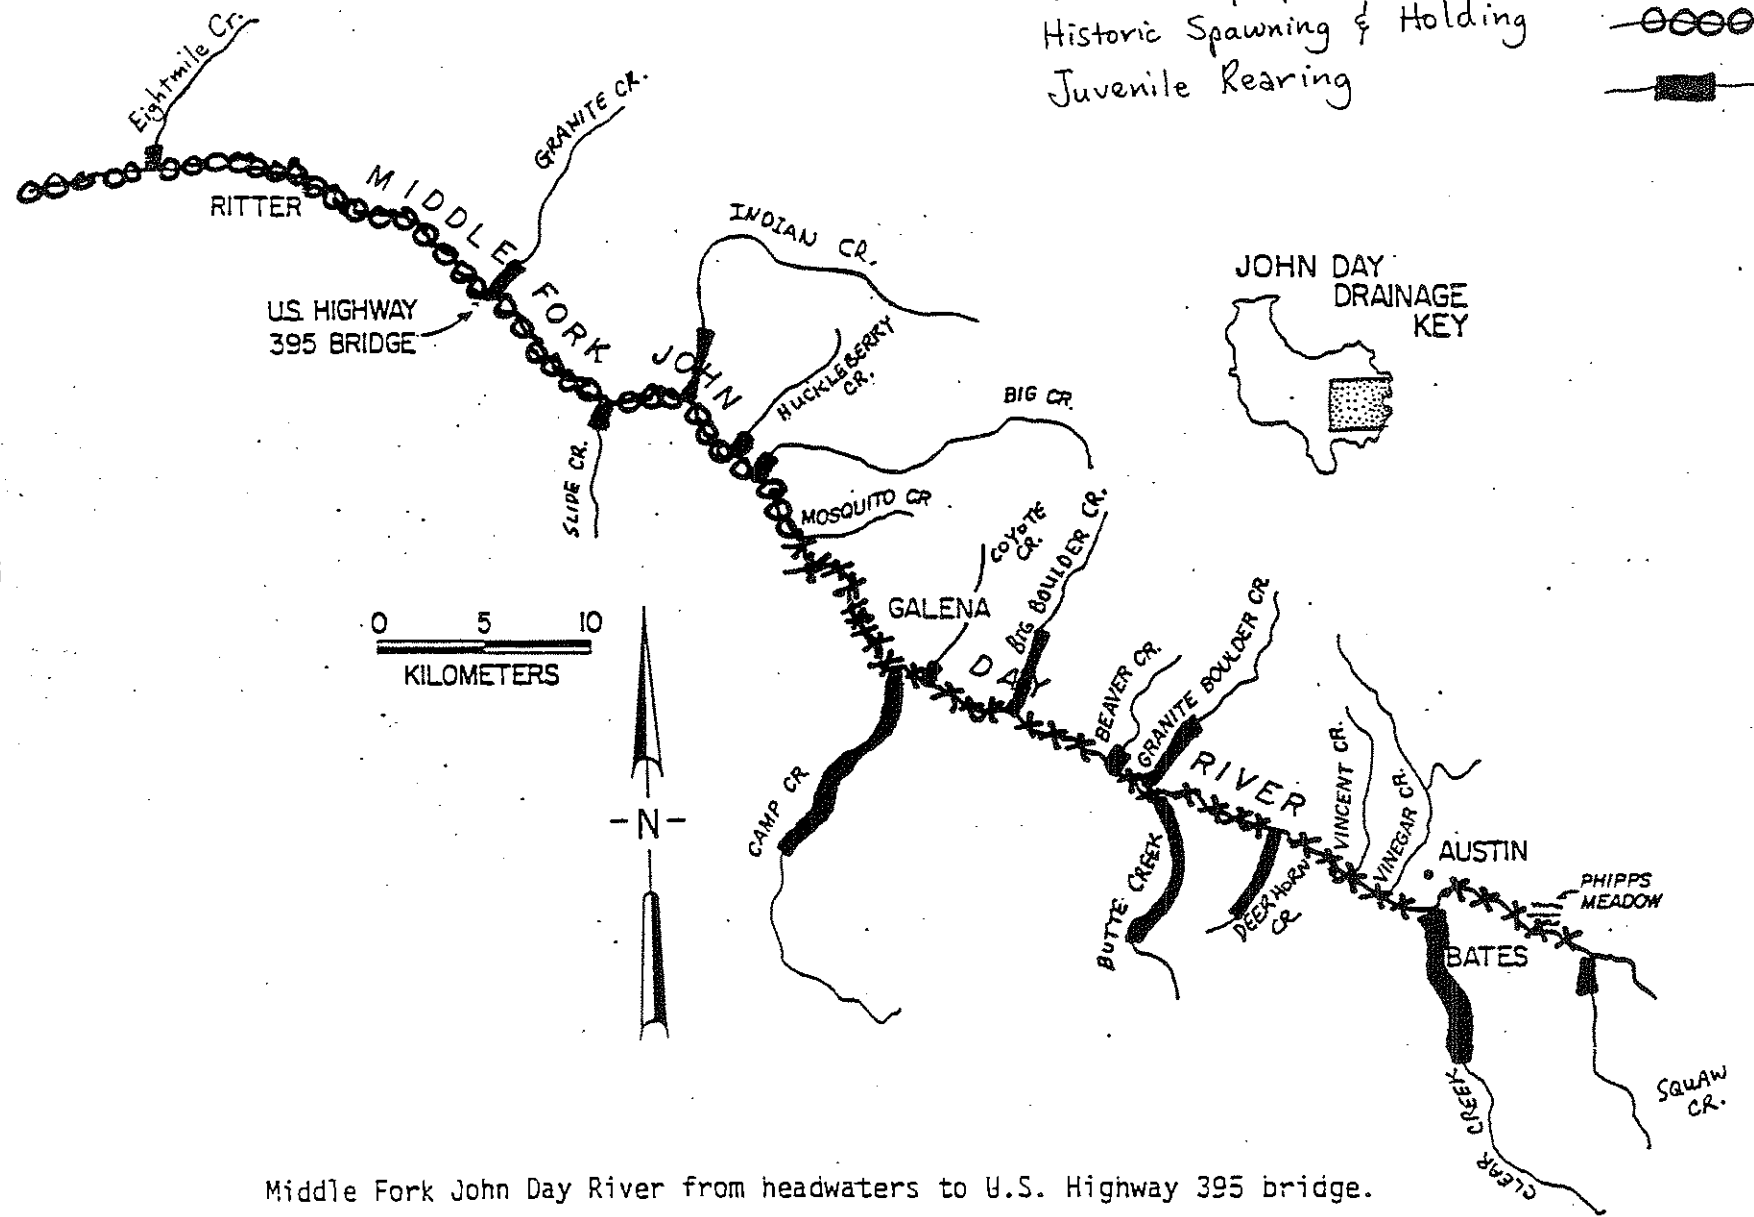 Historic Spawning & Holding
Juvenile Rearing
Eightmile Cr.
GRANITE CR.
RITTER
MIDDLE FORK JOHN DAY RIVER
INDIAN CR.
U.S. HIGHWAY
395 BRIDGE
HUCKLEBERRY
CR.
BIG CR.
JOHN DAY
DRAINAGE
KEY
SLIDE CR.
MOSQUITO CR
COYOTE
CR.
BIG BOULDER CR.
GALENA
0 5 10
KILOMETERS
BEAVER CR.
GRANITE BOULDER CR.
-N-
CAMP CR
BUTTE CREEK
DEERHORN
CR
VINCENT CR.
VINEGAR CR.
AUSTIN
PHIPPS
MEADOW
BATES
CLEAR CREEK
SQUAW
CR.
Middle Fork John Day River from headwaters to U.S. Highway 395 bridge.